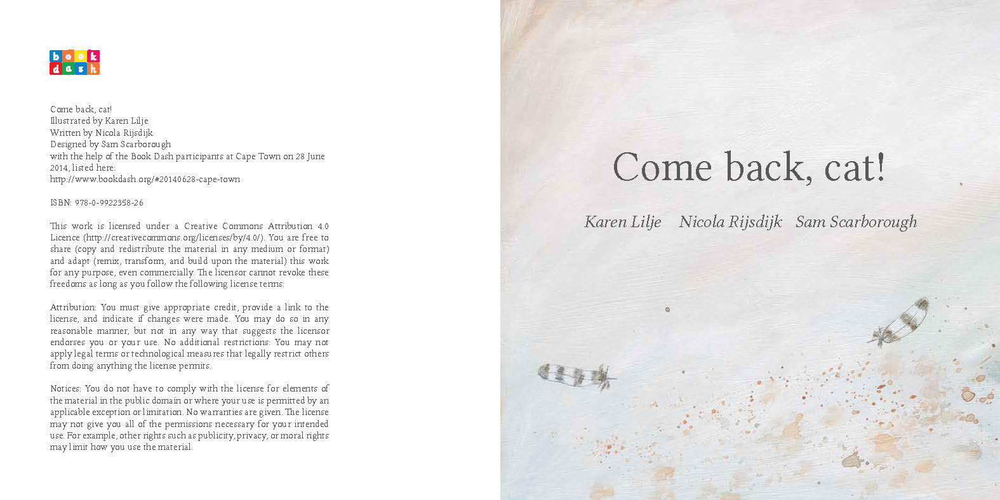 book
dash
Come back, cat!
Illustrated by Karen Lilje
Written by Nicola Rijsdijk
Designed by Sam Scarborough
with the help of the Book Dash participants at Cape Town on 28 June
2014, listed here:
http://www.bookdash.org/#20140628-cape-town
ISBN: 978-0-9922358-26
This work is licensed under a Creative Commons Attribution 4.0
Licence (http://creativecommons.org/licenses/by/4.0/). You are free to
share (copy and redistribute the material in any medium or format)
and adapt (remix, transform, and build upon the material) this work
for any purpose, even commercially. The licensor cannot revoke these
freedoms as long as you follow the following license terms:
Attribution: You must give appropriate credit, provide a link to the
license, and indicate if changes were made. You may do so in any
reasonable manner, but not in any way that suggests the licensor
endorses you or your use. No additional restrictions: You may not
apply legal terms or technological measures that legally restrict others
from doing anything the license permits.
Notices: You do not have to comply with the license for elements of
the material in the public domain or where your use is permitted by an
applicable exception or limitation. No warranties are given. The license
may not give you all of the permissions necessary for your intended
use. For example, other rights such as publicity, privacy, or moral rights
may limit how you use the material.
Come back, cat!
Karen Lilje Nicola Rijsdijk Sam Scarborough